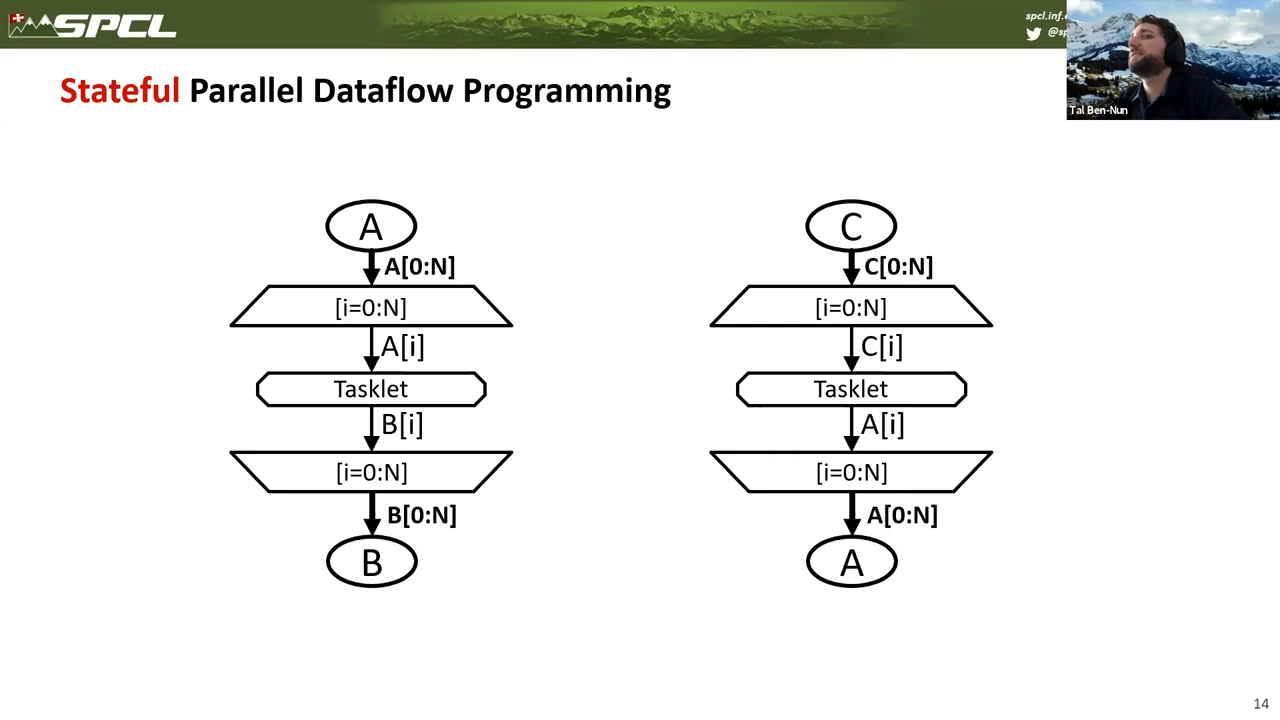 SPCL
spcl.inf.
@sp
Tal Ben-Nun
Stateful Parallel Dataflow Programming
A
A[0:N]
[i=0:N]
A[i]
Tasklet
B[i]
[i=0:N]
B[0:N]
B
C
C[0:N]
[i=0:N]
C[i]
Tasklet
A[i]
[i=0:N]
A[0:N]
A
14